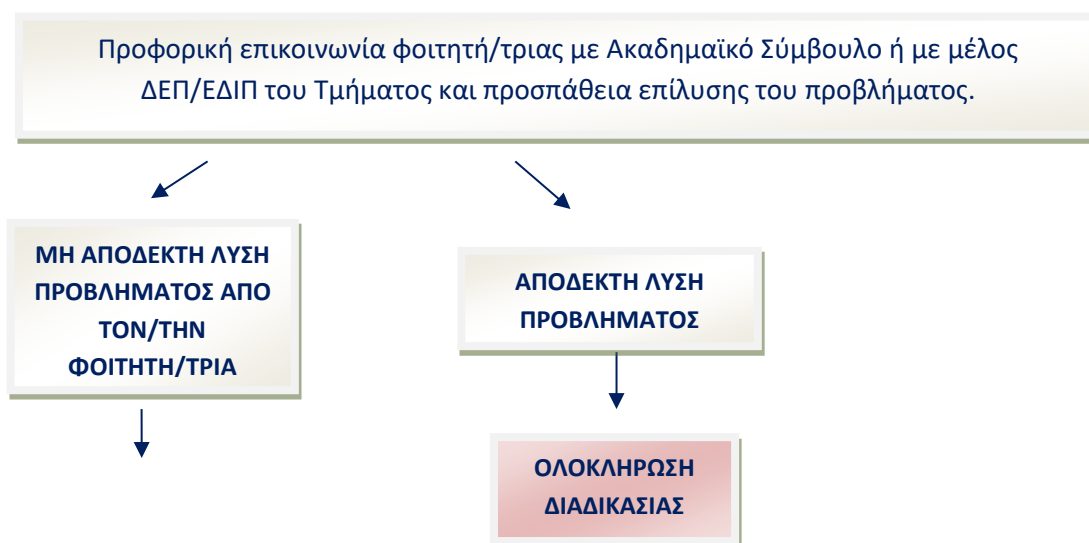 Προφορική επικοινωνία φοιτητή/τριας με Ακαδημαϊκό Σύμβουλο ή με μέλος
ΔΕΠ/ΕΔΙΠ του Τμήματος και προσπάθεια επίλυσης του προβλήματος.
ΜΗ ΑΠΟΔΕΚΤΗ ΛΥΣΗ
ΠΡΟΒΛΗΜΑΤΟΣ ΑΠΟ
ΤΟΝ/ΤΗΝ
ΦΟΙΤΗΤΗ/ΤΡΙΑ
ΑΠΟΔΕΚΤΗ ΛΥΣΗ
ΠΡΟΒΛΗΜΑΤΟΣ
ΟΛΟΚΛΗΡΩΣΗ
ΔΙΑΔΙΚΑΣΙΑΣ